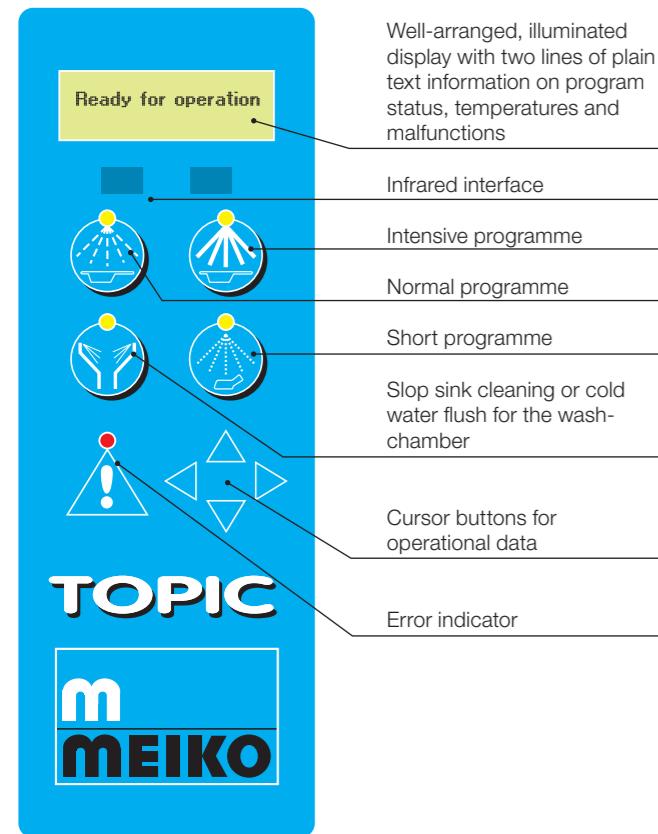 Ready for operation
TOPIC
m
MEIKO
Well-arranged, illuminated
display with two lines of plain
text information on program
status, temperatures and
malfunctions
Infrared interface
Intensive programme
Normal programme
Short programme
Slop sink cleaning or cold
water flush for the wash-
chamber
Cursor buttons for
operational data
Error indicator